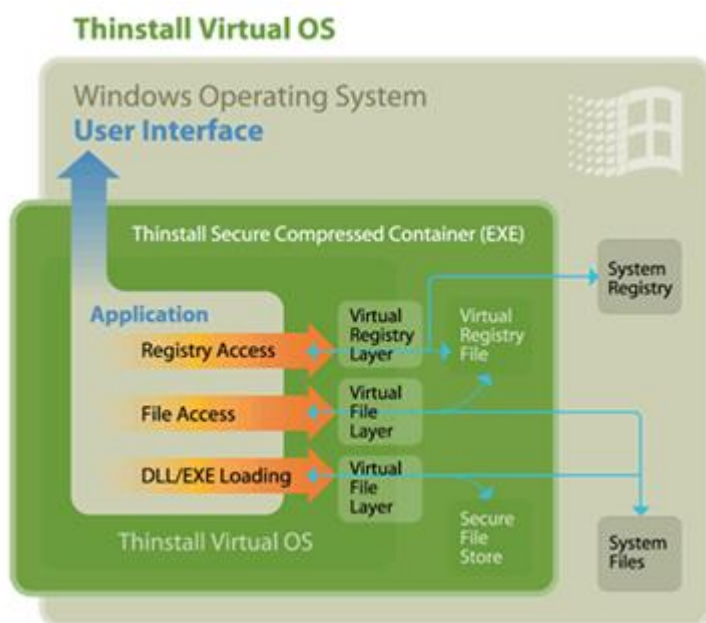 Thinstall Virtual OS
Windows Operating System
User Interface
Thinstall Secure Compressed Container (EXE)
System
Registry
Application
Registry Access
Virtual
Registry
Layer
Virtual
Registry
File
File Access
Virtual
File
Layer
DLL/EXE Loading
Virtual
File
Layer
Thinstall Virtual OS
Secure
File
Store
System
Files